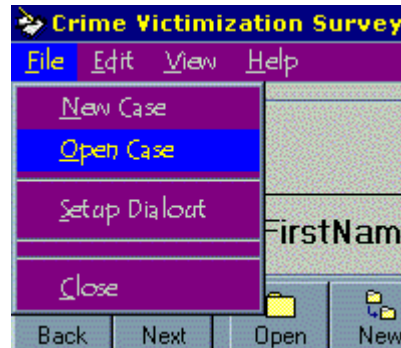 Crime Victimization Survey
File Edit View Help
New Case
Open Case
Setup Dialout
FirstNam
Close
Back Next Open New